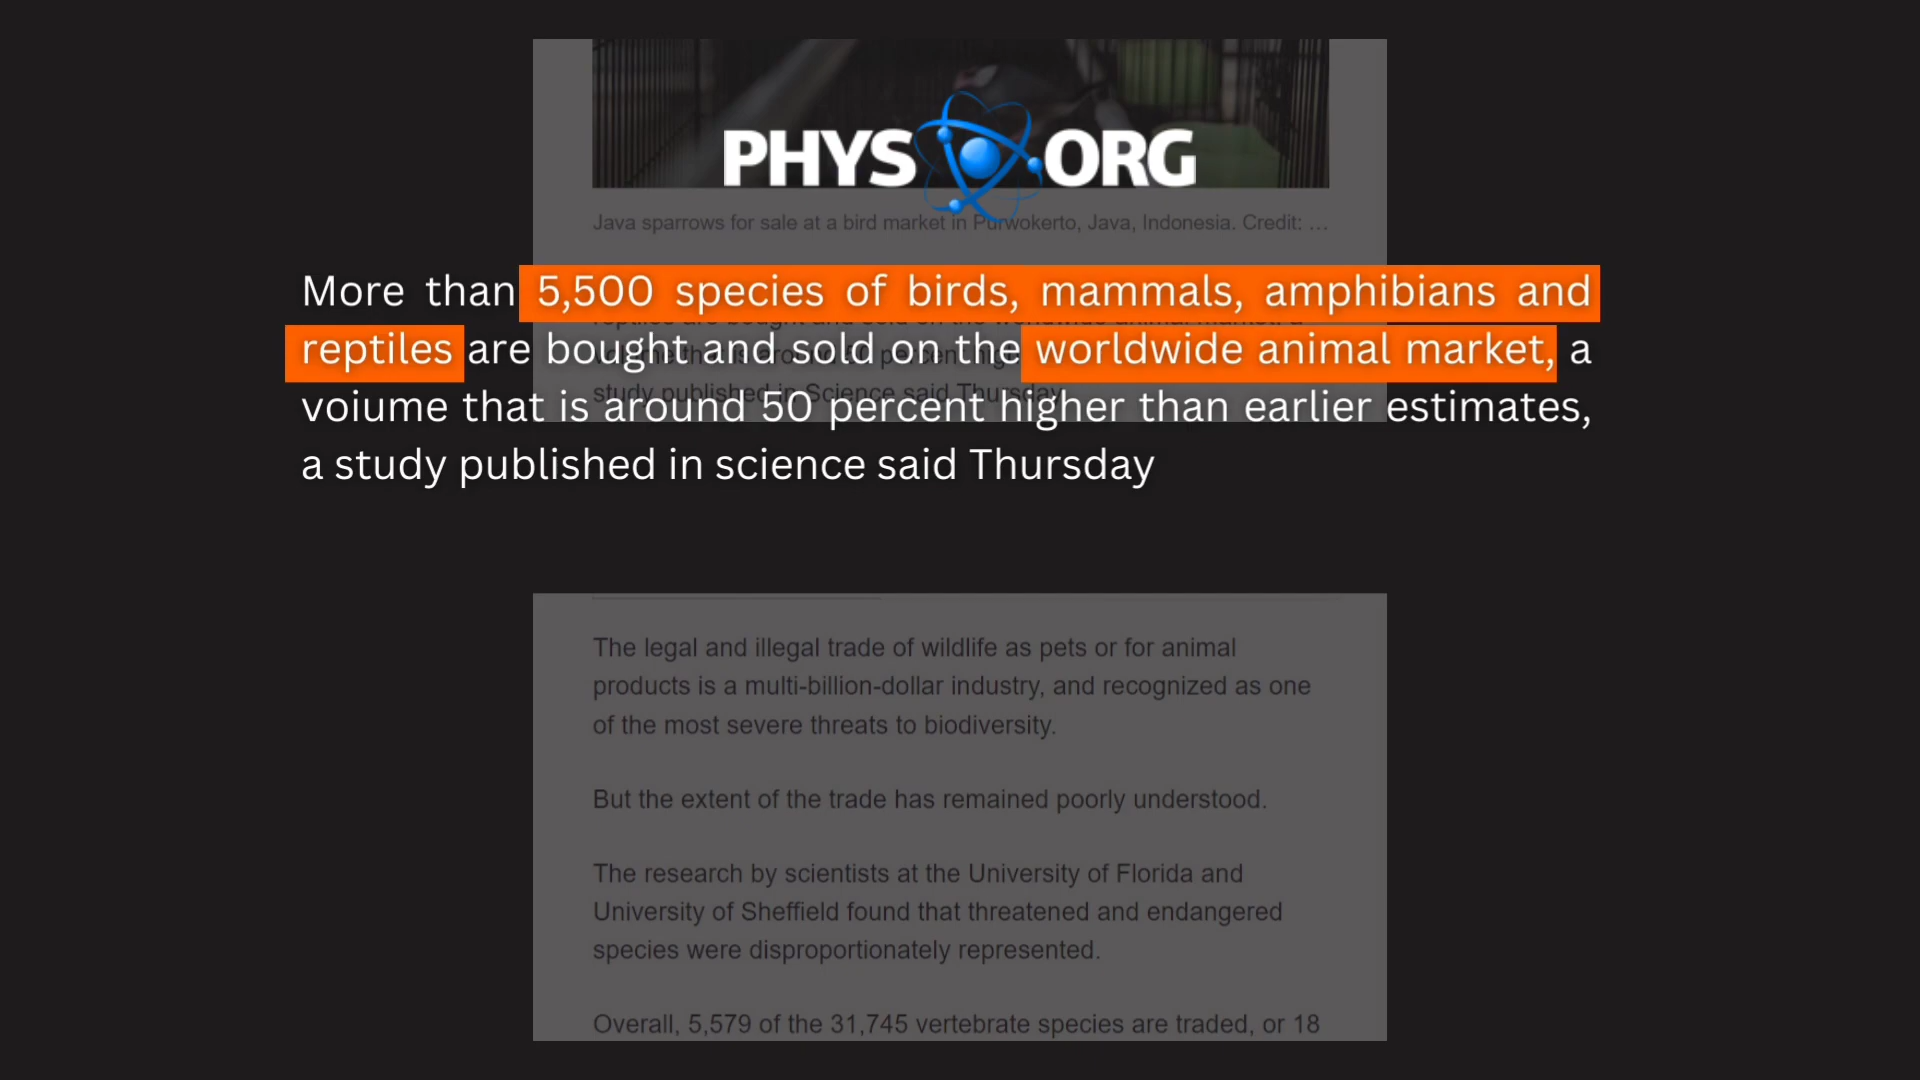 PHYS ORG
Java sparrows for sale at a bird market in Purwokerto, Java, Indonesia. Credit: ...
More than 5,500 species of birds, mammals, amphibians and
reptiles are bought and sold on the worldwide animal market, a
voiume that is around 50 percent higher than earlier estimates,
a study published in science said Thursday
study published in Science said Thursday
The legal and illegal trade of wildlife as pets or for animal
products is a multi-billion-dollar industry, and recognized as one
of the most severe threats to biodiversity.
But the extent of the trade has remained poorly understood.
The research by scientists at the University of Florida and
University of Sheffield found that threatened and endangered
species were disproportionately represented.
Overall, 5,579 of the 31,745 vertebrate species are traded, or 18